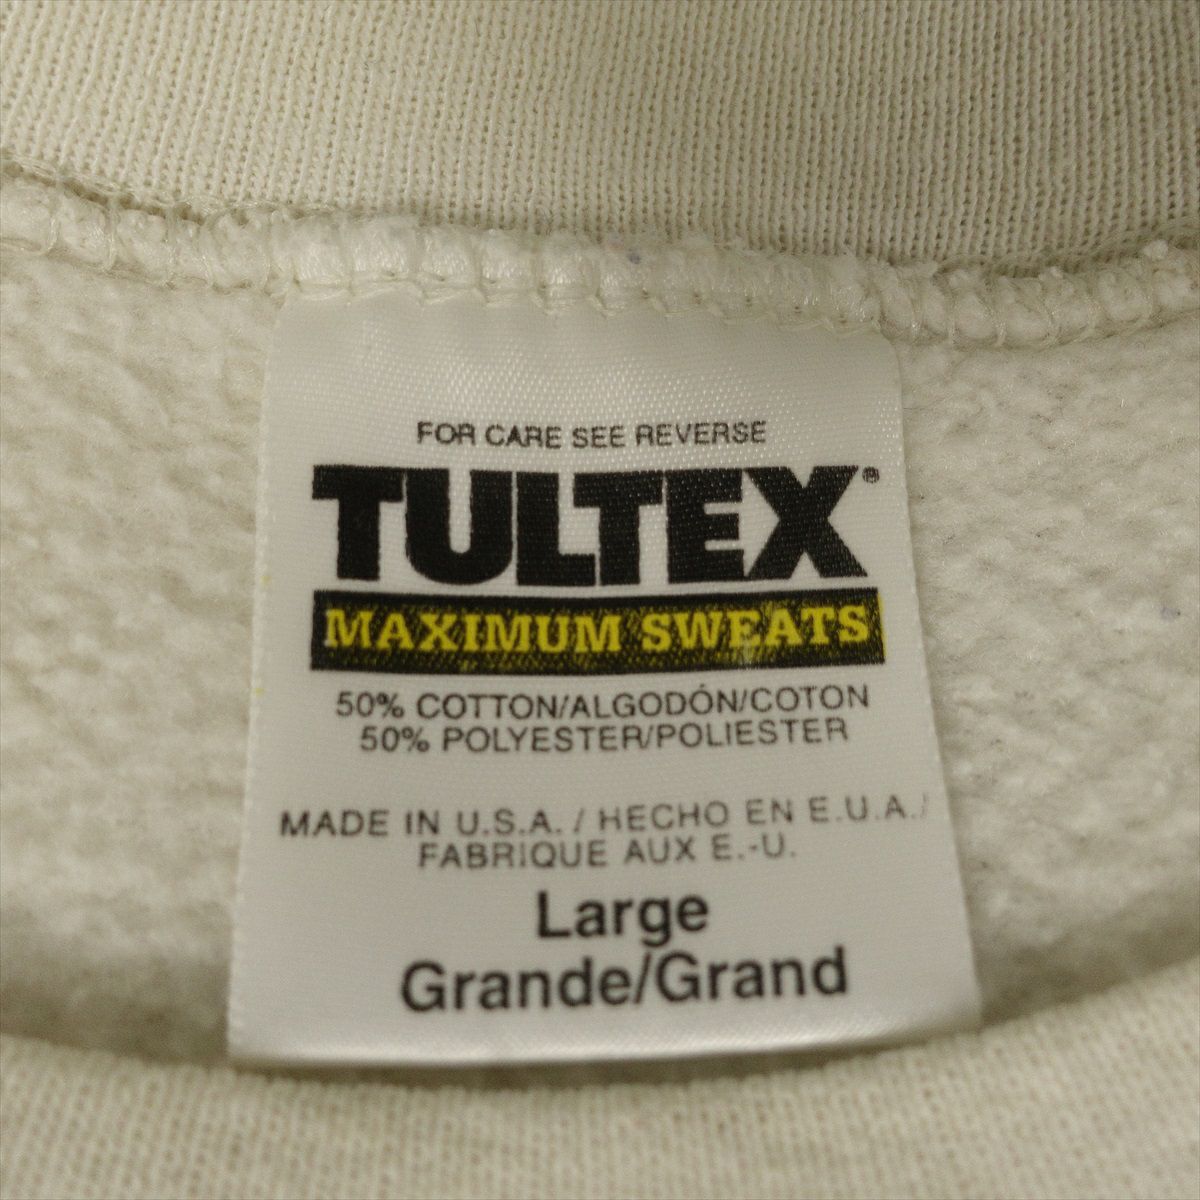 FOR CARE SEE REVERSE
TULTEX®
MAXIMUM SWEATS
50% COTTON/ALGODÓN/COTON
50% POLYESTER/POLIESTER
MADE IN U.S.A. / HECHO EN E.U.A./
FABRIQUE AUX E.-U.
Large
Grande/Grand